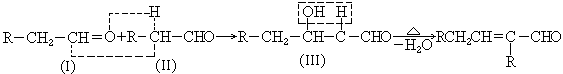 H OH H
R—CH₂—CH=O+R—CH—CHO→R—CH₂—CH—CH—CHO △ −H₂O RCH₂CH=C—CHO
(I) (II) (III) R